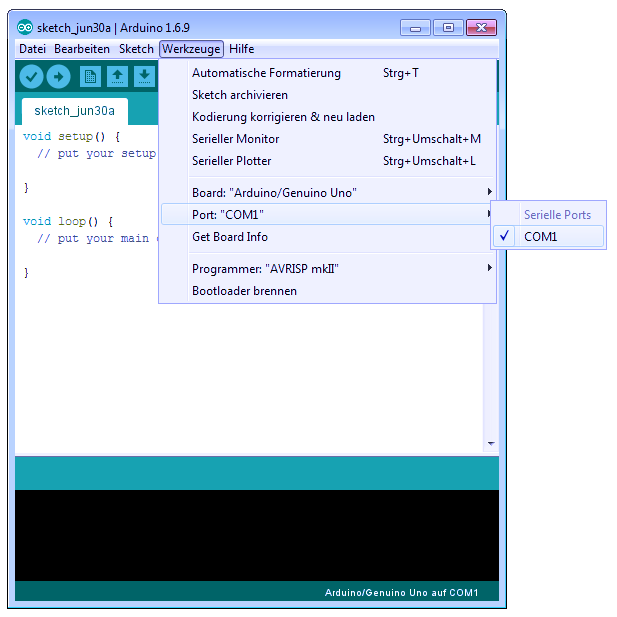 sketch_jun30a | Arduino 1.6.9
Datei Bearbeiten Sketch Werkzeuge Hilfe
sketch_jun30a
Automatische Formatierung Strg+T
Sketch archivieren
Kodierung korrigieren & neu laden
Serieller Monitor Strg+Umschalt+M
Serieller Plotter Strg+Umschalt+L
Board: "Arduino/Genuino Uno"
Port: "COM1"
Get Board Info
Programmer: "AVRISP mkII"
Bootloader brennen
Serielle Ports
COM1
void setup() {
// put your setup
}
void loop() {
// put your main
}
Arduino/Genuino Uno auf COM1